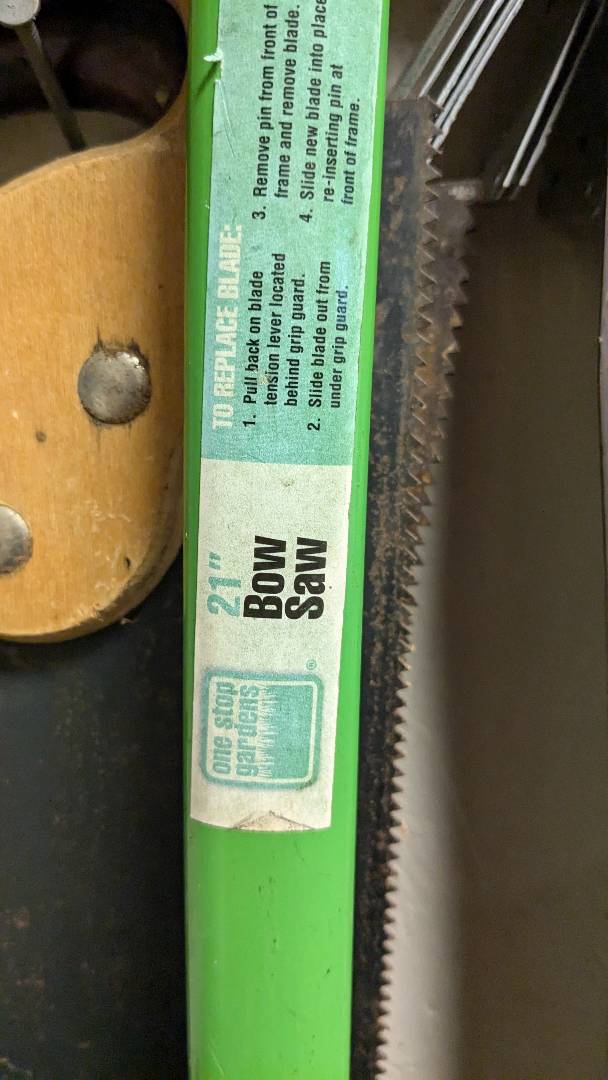 one stop
gardens
®
21"
Bow
Saw
TO REPLACE BLADE:
1. Pull back on blade
tension lever located
behind grip guard.
2. Slide blade out from
under grip guard.
3. Remove pin from front of
frame and remove blade.
4. Slide new blade into place
re-inserting pin at
front of frame.